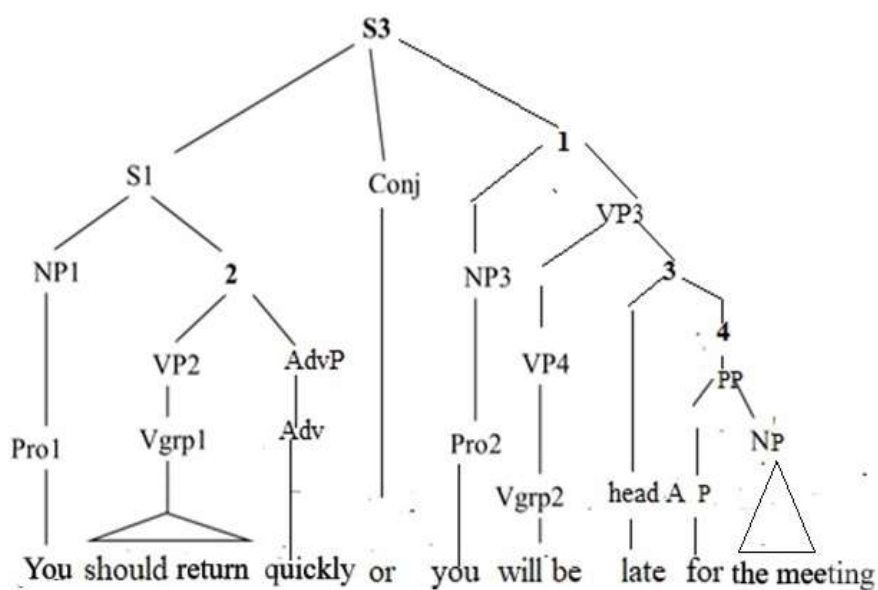 S3
1
S1
Conj
VP3
NP1
2
NP3
3
4
VP2
AdvP
VP4
PP
Pro1
Vgrp1
Adv
Pro2
NP
Vgrp2
head A P
You should return quickly or you will be late for the meeting